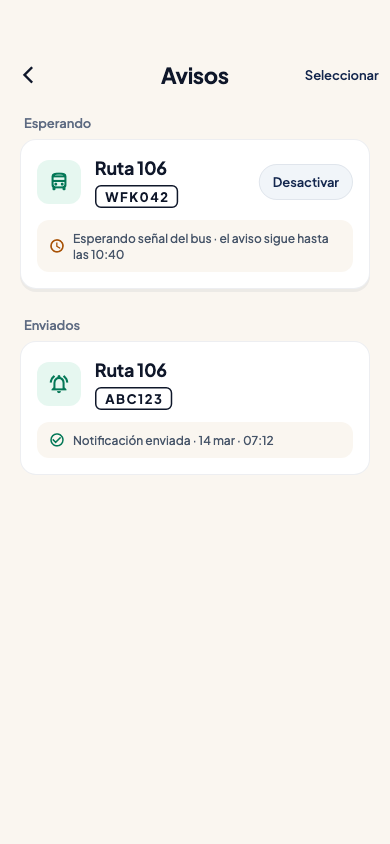 Avisos
Seleccionar
Esperando
Ruta 106
WFK042
Desactivar
Esperando señal del bus · el aviso sigue hasta
las 10:40
Enviados
Ruta 106
ABC123
Notificación enviada · 14 mar · 07:12